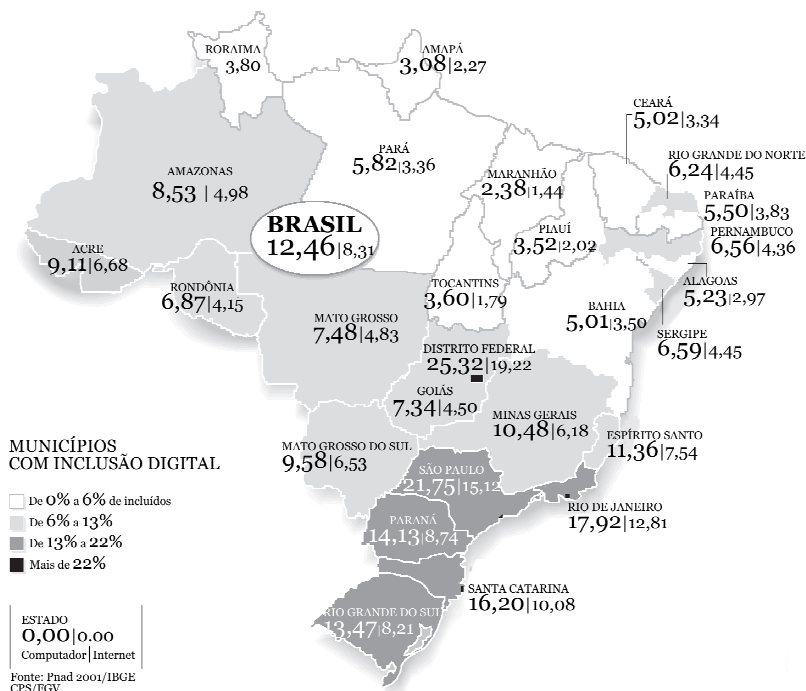 RORAIMA
3,80
AMAPÁ
3,08|2,27
CEARÁ
5,02|3,34
PARÁ
5,82|3,36
RIO GRANDE DO NORTE
6,24|4,45
AMAZONAS
8,53 | 4,98
MARANHÃO
2,38|1,44
PARAÍBA
5,50|3,83
BRASIL
12,46|8,31
PIAUÍ
3,52|2,02
PERNAMBUCO
6,56|4,36
ACRE
9,11|6,68
RONDÔNIA
6,87|4,15
TOCANTINS
3,60|1,79
ALAGOAS
5,23|2,97
MATO GROSSO
7,48|4,83
BAHIA
5,01|3,50
SERGIPE
6,59|4,45
DISTRITO FEDERAL
25,32|19,22
GOIÁS
7,34|4,50
MINAS GERAIS
10,48|6,18
MATO GROSSO DO SUL
9,58|6,53
ESPÍRITO SANTO
11,36|7,54
SÃO PAULO
21,75|15,12
RIO DE JANEIRO
17,92|12,81
PARANÁ
14,13|8,74
SANTA CATARINA
16,20|10,08
RIO GRANDE DO SUL
13,47|8,21
MUNICÍPIOS
COM INCLUSÃO DIGITAL
De 0% a 6% de incluídos
De 6% a 13%
De 13% a 22%
Mais de 22%
ESTADO
0,00|0.00
Computador|Internet
Fonte: Pnad 2001/IBGE
CPS/FGV